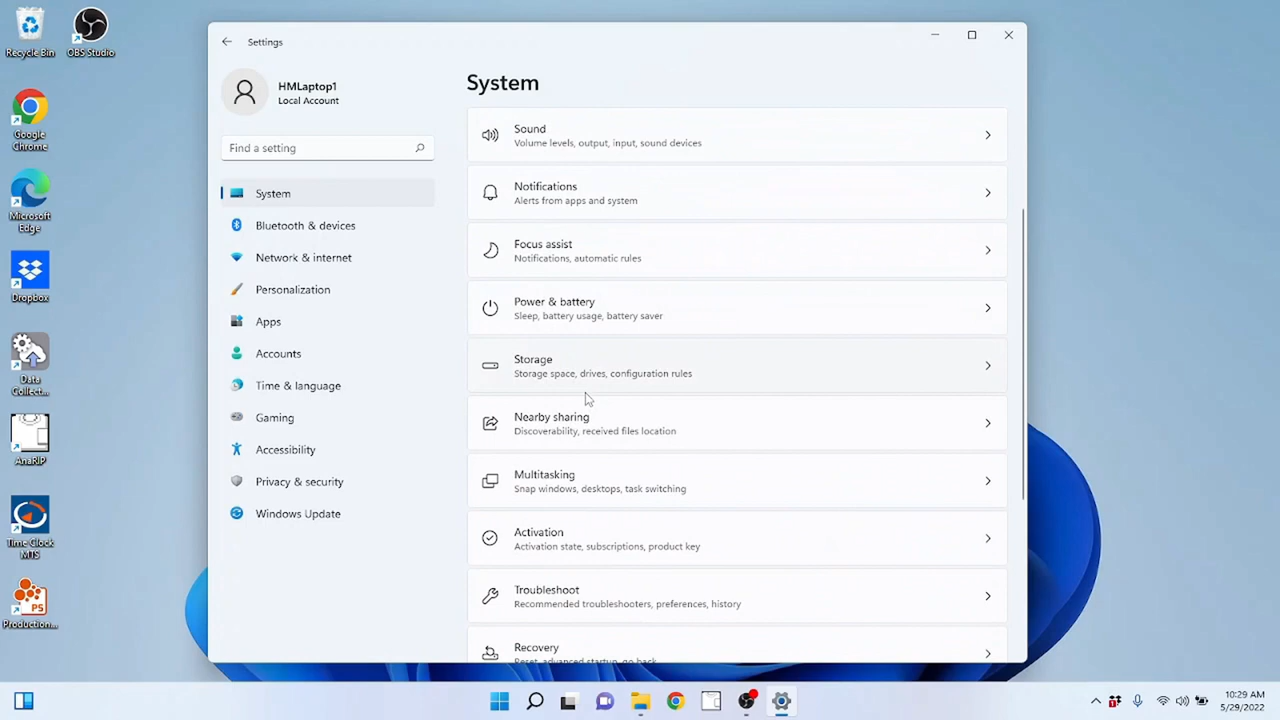 Recycle Bin
OBS Studio
Google
Chrome
Microsoft
Edge
Dropbox
Data
Collect...
AnaRIP
Time Clock
MTS
PS
Production...
Settings
HMLaptop1
Local Account
Find a setting
System
Bluetooth & devices
Network & internet
Personalization
Apps
Accounts
Time & language
Gaming
Accessibility
Privacy & security
Windows Update
System
Sound
Volume levels, output, input, sound devices
Notifications
Alerts from apps and system
Focus assist
Notifications, automatic rules
Power & battery
Sleep, battery usage, battery saver
Storage
Storage space, drives, configuration rules
Nearby sharing
Discoverability, received files location
Multitasking
Snap windows, desktops, task switching
Activation
Activation state, subscriptions, product key
Troubleshoot
Recommended troubleshooters, preferences, history
Recovery
Reset, advanced startup, go back
10:29 AM
5/29/2022